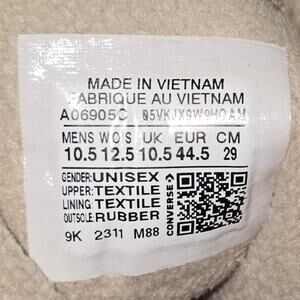 MADE IN VIETNAM
FABRIQUE AU VIETNAM
A06905C 05VKJX9W9HOAM
MENS WO'S UK EUR CM
10.5 12.5 10.5 44.5 29
GENDER: UNISEX
UPPER: TEXTILE
LINING: TEXTILE
OUTSOLE: RUBBER
CONVERSE
9K 2311 M88